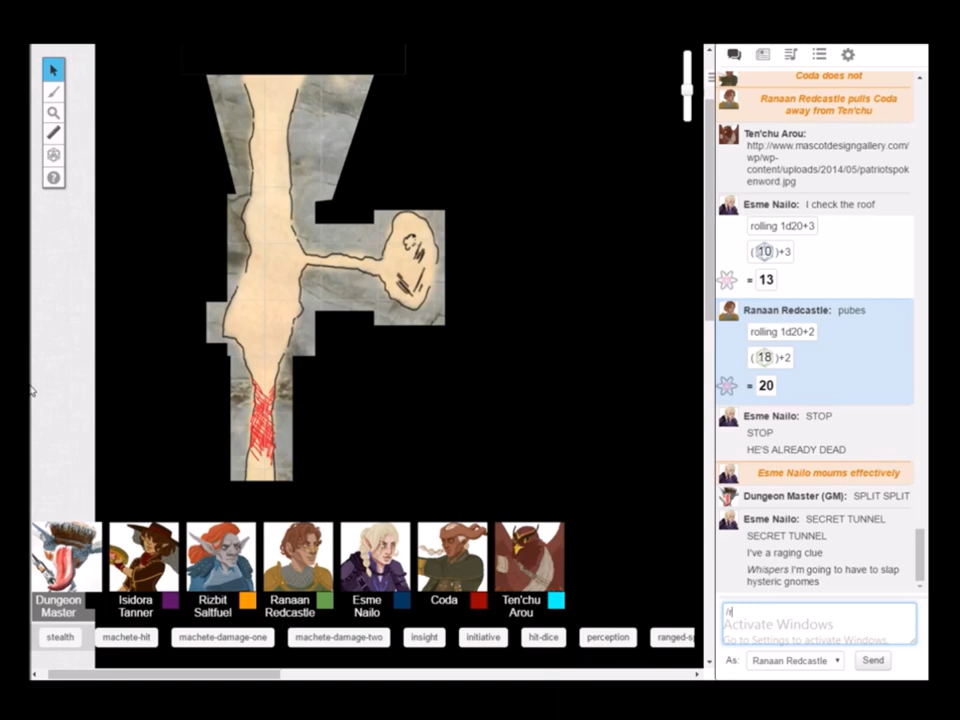 Coda does not
Ranaan Redcastle pulls Coda
away from Ten'chu
Ten'chu Arou:
http://www.mascotdesigngallery.com/
wp/wp-
content/uploads/2014/05/patriotspok
enword.jpg
Esme Nailo: I check the roof
rolling 1d20+3
(10)+3
= 13
Ranaan Redcastle: pubes
rolling 1d20+2
(18)+2
= 20
Esme Nailo: STOP
STOP
HE'S ALREADY DEAD
Esme Nailo mourns effectively
Dungeon Master (GM): SPLIT SPLIT
Esme Nailo: SECRET TUNNEL
SECRET TUNNEL
I've a raging clue
Whispers I'm going to have to slap
hysteric gnomes
Activate Windows
Go to Settings to activate Windows.
As: Ranaan Redcastle Send
Dungeon
Master
Isidora
Tanner
Rizbit
Saltfuel
Ranaan
Redcastle
Esme
Nailo
Coda
Ten'chu
Arou
stealth machete-hit machete-damage-one machete-damage-two insight initiative hit-dice perception ranged-sp